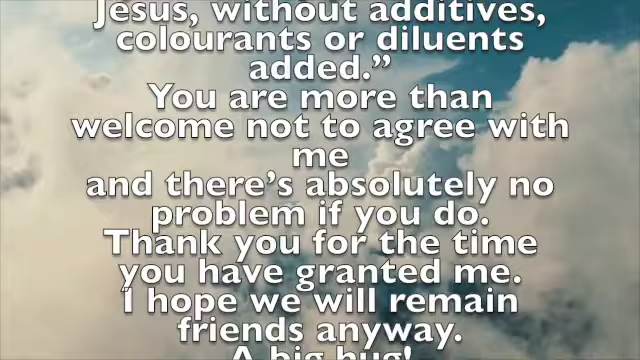 Jesus, without additives,
colourants or diluents
added.”
You are more than
welcome not to agree with
me
and there’s absolutely no
problem if you do.
Thank you for the time
you have granted me.
I hope we will remain
friends anyway.
A big hug!